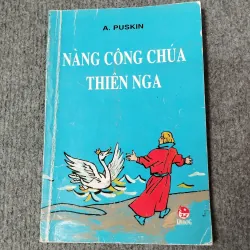 A. PUSKIN
NÀNG CÔNG CHÚA
THIÊN NGA